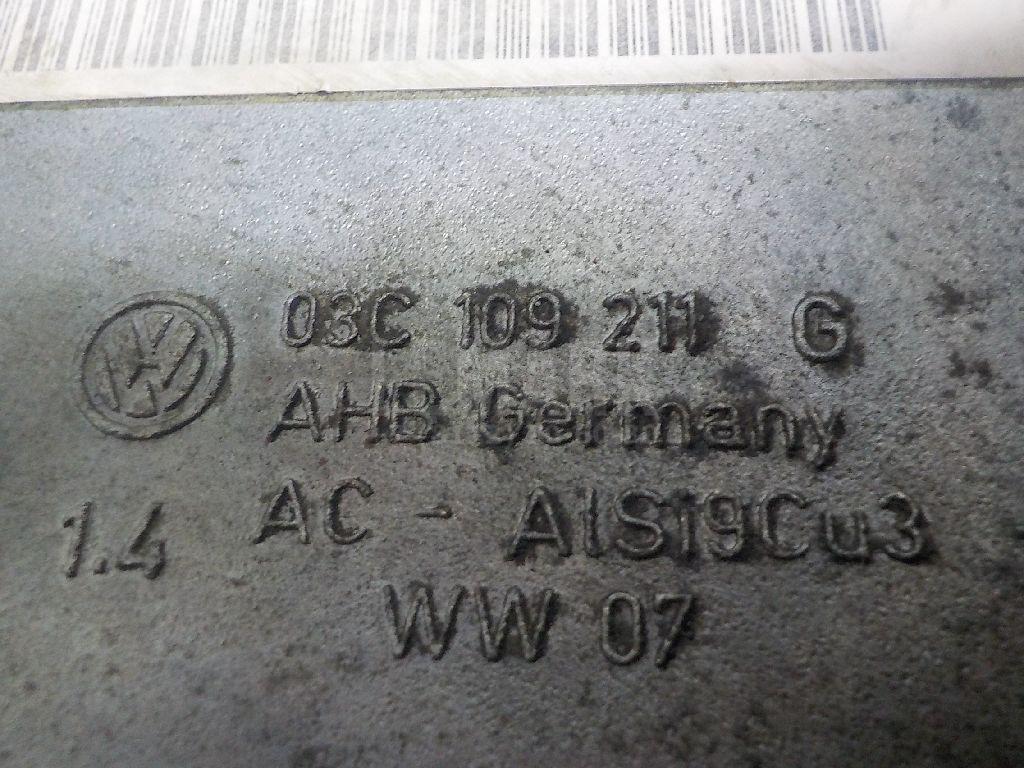 03C 109 211 G
AHB Germany
AC - AlSi9Cu3
1.4
WW 07